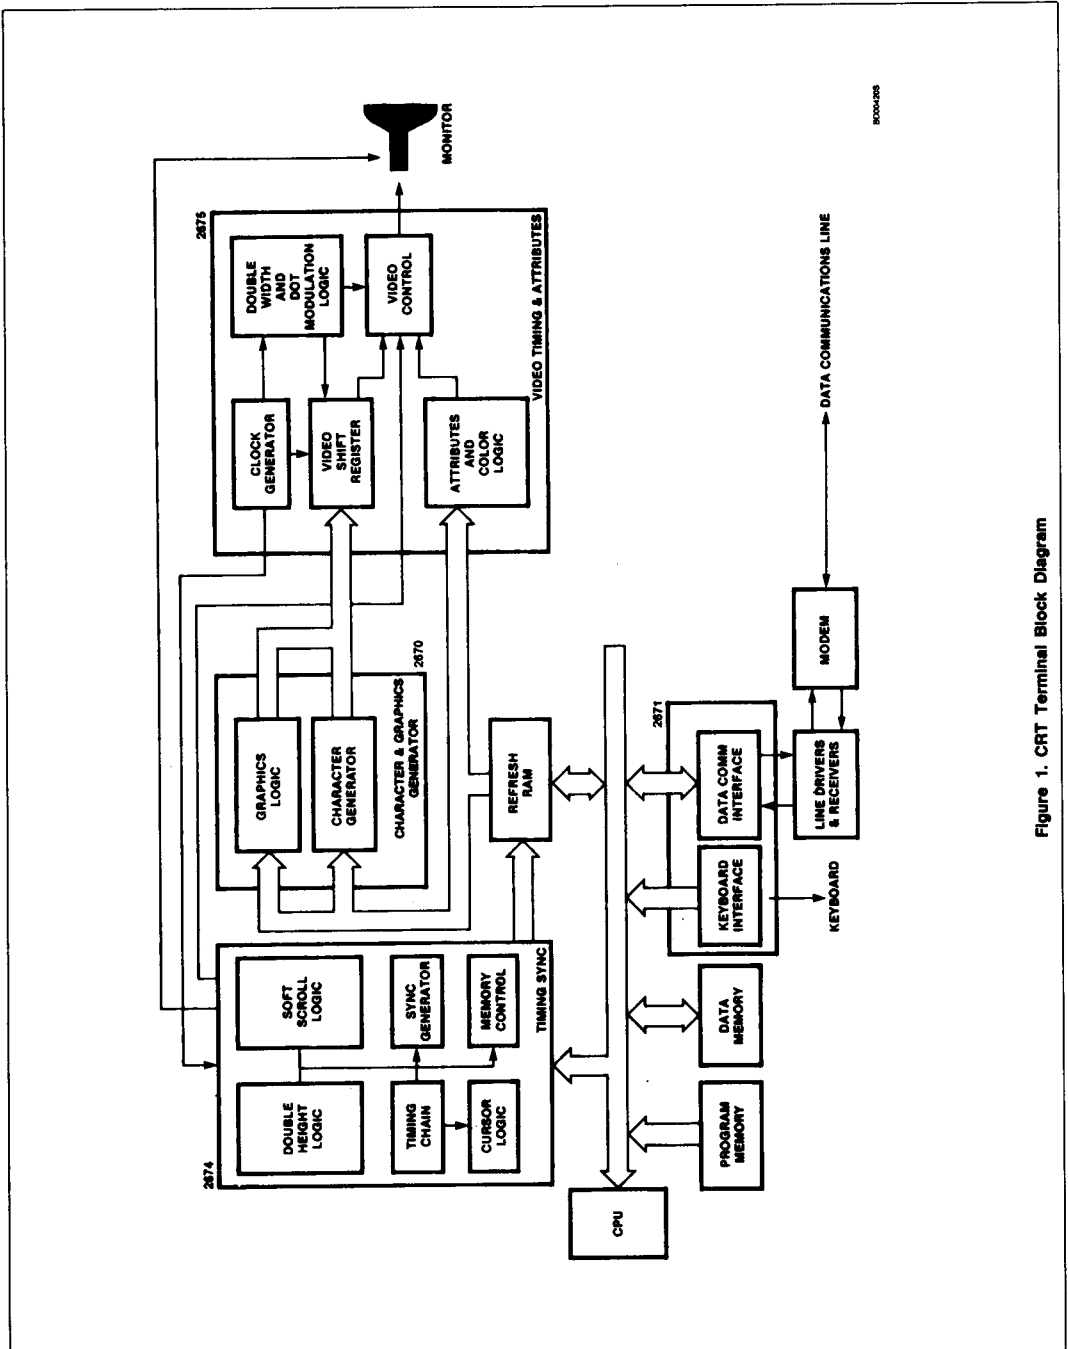 2674
DOUBLE
HEIGHT
LOGIC
SOFT
SCROLL
LOGIC
TIMING
CHAIN
SYNC
GENERATOR
CURSOR
LOGIC
MEMORY
CONTROL
TIMING SYNC
GRAPHICS
LOGIC
CHARACTER
GENERATOR
CHARACTER & GRAPHICS
GENERATOR
2670
2675
CLOCK
GENERATOR
DOUBLE
WIDTH
AND
DOT
MODULATION
LOGIC
VIDEO
SHIFT
REGISTER
VIDEO
CONTROL
ATTRIBUTES
AND
COLOR
LOGIC
VIDEO TIMING & ATTRIBUTES
MONITOR
REFRESH
RAM
CPU
PROGRAM
MEMORY
DATA
MEMORY
2671
KEYBOARD
INTERFACE
DATA COMM
INTERFACE
KEYBOARD
LINE DRIVERS
& RECEIVERS
MODEM
DATA COMMUNICATIONS LINE
BC00420S
Figure 1. CRT Terminal Block Diagram